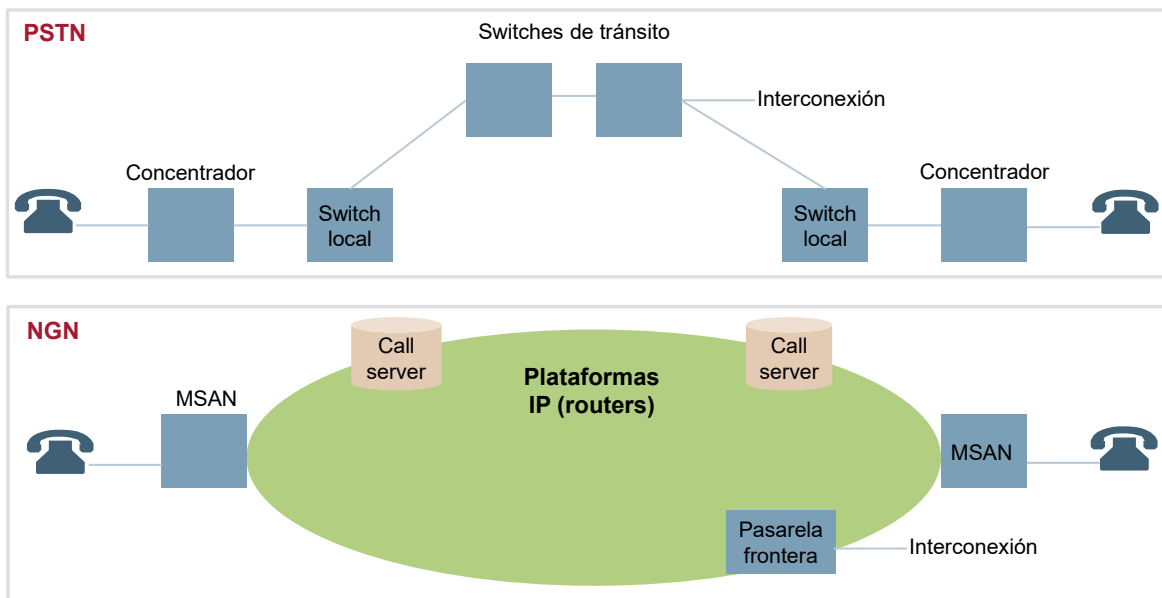 PSTN
Switches de tránsito
Interconexión
Concentrador
Concentrador
Switch
local
Switch
local
NGN
Call
server
Call
server
Plataformas
IP (routers)
MSAN
MSAN
Pasarela
frontera
Interconexión